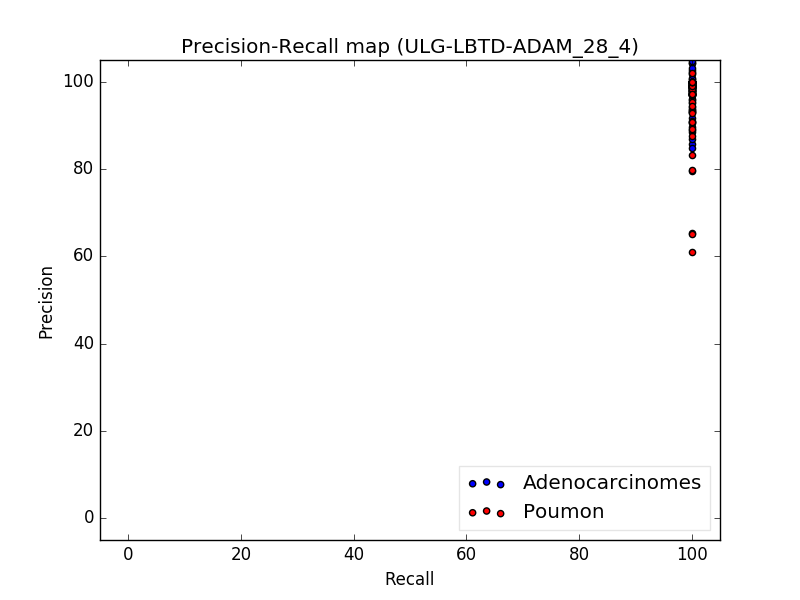 Precision-Recall map (ULG-LBTD-ADAM_28_4)
100
80
60
40
20
0
Precision
0 20 40 60 80 100
Recall
Adenocarcinomes
Poumon